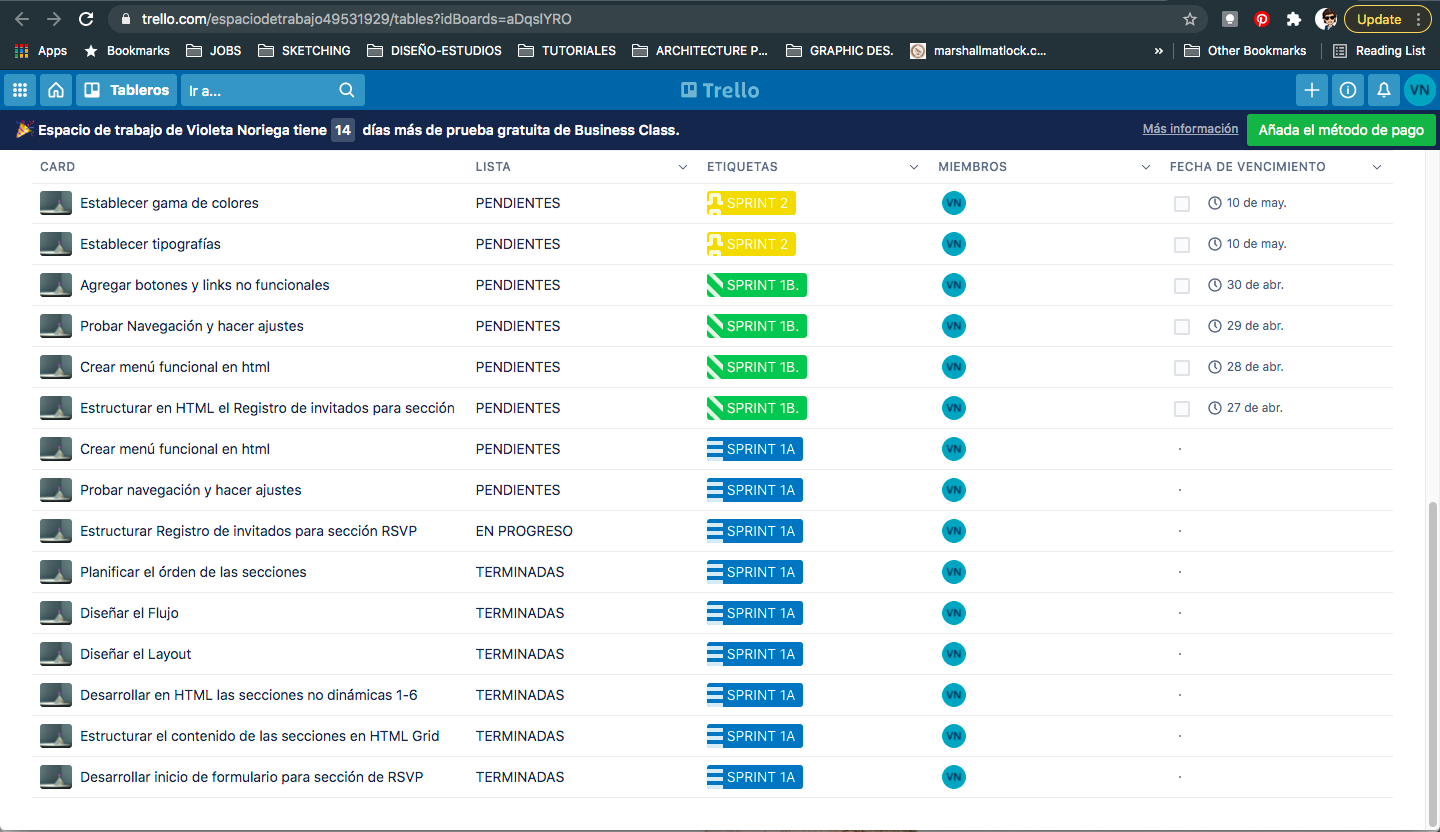 trello.com/espaciodetrabajo49531929/tables?idBoards=aDqslYRO Update
Apps Bookmarks JOBS SKETCHING DISEÑO-ESTUDIOS TUTORIALES ARCHITECTURE P... GRAPHIC DES. marshallmatlock.c... » Other Bookmarks Reading List
Tableros Ir a... Trello VN
Espacio de trabajo de Violeta Noriega tiene 14 días más de prueba gratuita de Business Class. Más información Añada el método de pago
CARD LISTA ETIQUETAS MIEMBROS FECHA DE VENCIMIENTO
Establecer gama de colores PENDIENTES SPRINT 2 VN 10 de may.
Establecer tipografías PENDIENTES SPRINT 2 VN 10 de may.
Agregar botones y links no funcionales PENDIENTES SPRINT 1B. VN 30 de abr.
Probar Navegación y hacer ajustes PENDIENTES SPRINT 1B. VN 29 de abr.
Crear menú funcional en html PENDIENTES SPRINT 1B. VN 28 de abr.
Estructurar en HTML el Registro de invitados para sección PENDIENTES SPRINT 1B. VN 27 de abr.
Crear menú funcional en html PENDIENTES SPRINT 1A VN ·
Probar navegación y hacer ajustes PENDIENTES SPRINT 1A VN ·
Estructurar Registro de invitados para sección RSVP EN PROGRESO SPRINT 1A VN ·
Planificar el órden de las secciones TERMINADAS SPRINT 1A VN ·
Diseñar el Flujo TERMINADAS SPRINT 1A VN ·
Diseñar el Layout TERMINADAS SPRINT 1A VN ·
Desarrollar en HTML las secciones no dinámicas 1-6 TERMINADAS SPRINT 1A VN ·
Estructurar el contenido de las secciones en HTML Grid TERMINADAS SPRINT 1A VN ·
Desarrollar inicio de formulario para sección de RSVP TERMINADAS SPRINT 1A VN ·